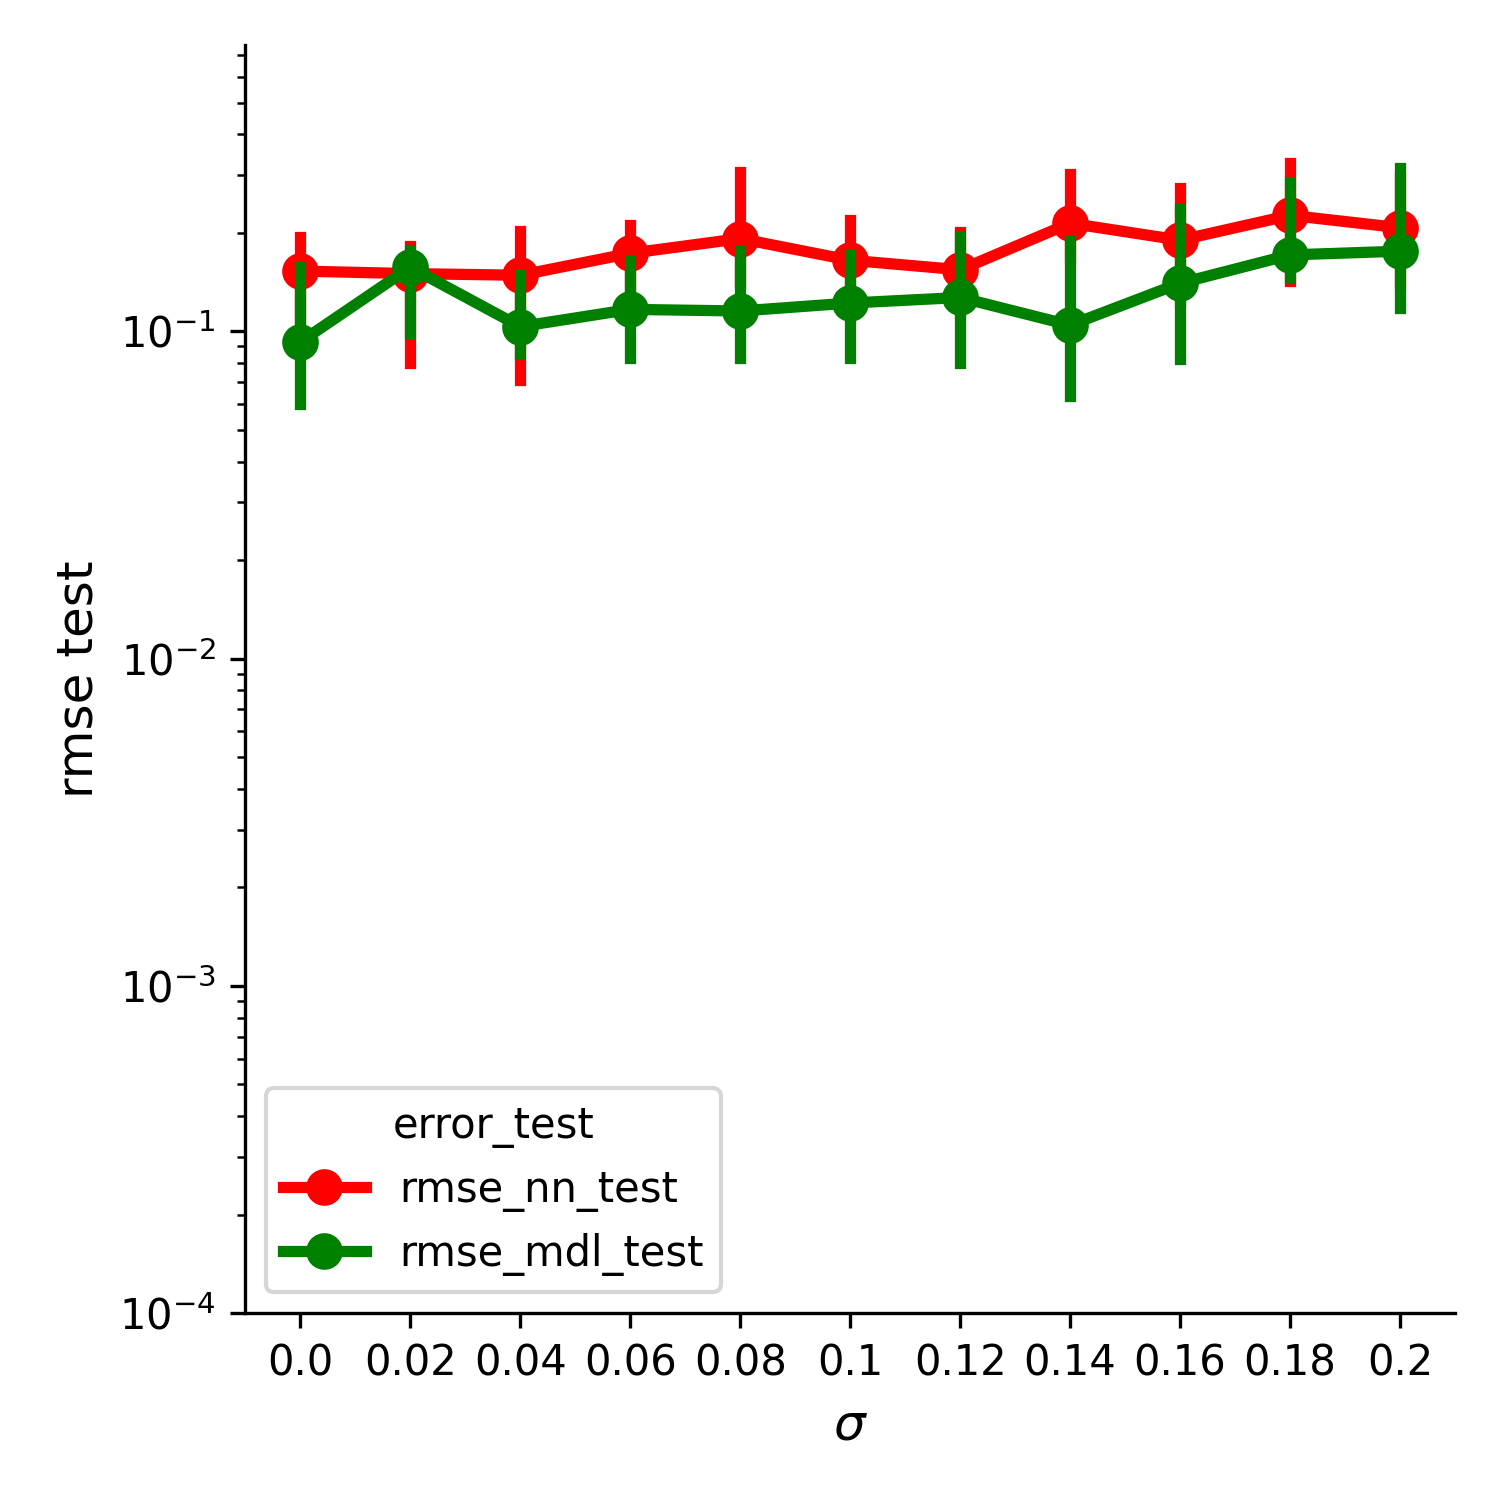 rmse test
10⁻¹
10⁻²
10⁻³
10⁻⁴
error_test
rmse_nn_test
rmse_mdl_test
0.0 0.02 0.04 0.06 0.08 0.1 0.12 0.14 0.16 0.18 0.2
σ